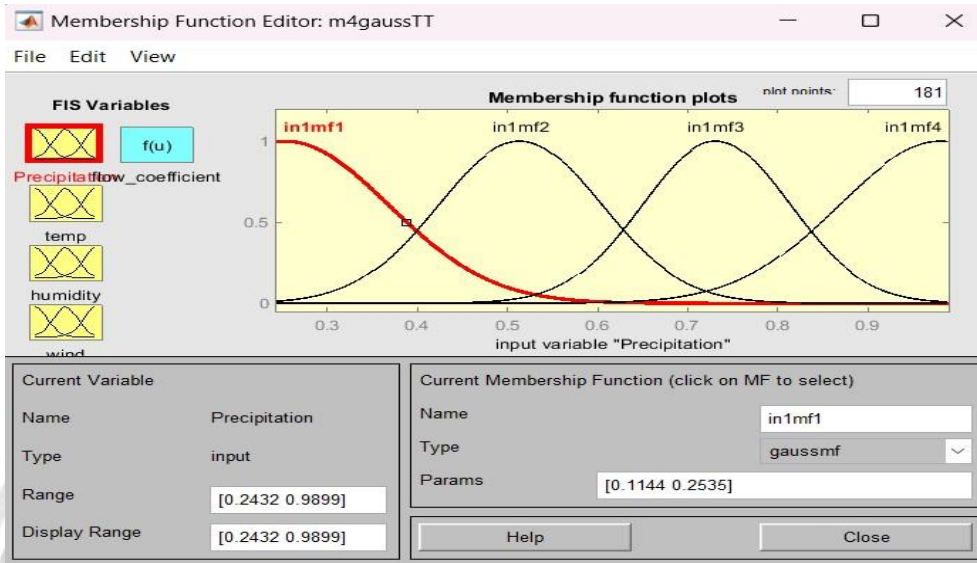 Membership Function Editor: m4gaussTT
File Edit View
FIS Variables
Membership function plots
plot points:
181
f(u)
Precipitation
flow_coefficient
temp
humidity
wind
in1mf1
in1mf2
in1mf3
in1mf4
1
0.5
0
0.3 0.4 0.5 0.6 0.7 0.8 0.9
input variable "Precipitation"
Current Variable
Name Precipitation
Type input
Range [0.2432 0.9899]
Display Range [0.2432 0.9899]
Current Membership Function (click on MF to select)
Name in1mf1
Type gaussmf
Params [0.1144 0.2535]
Help
Close